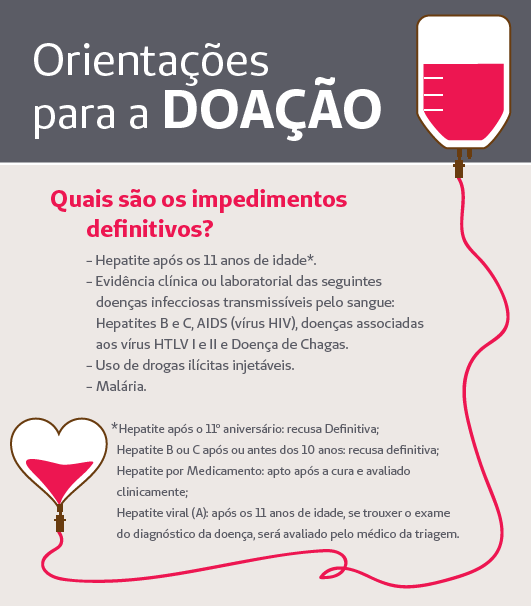 Orientações
para a DOAÇÃO
Quais são os impedimentos
definitivos?
– Hepatite após os 11 anos de idade*.
– Evidência clínica ou laboratorial das seguintes
doenças infecciosas transmissíveis pelo sangue:
Hepatites B e C, AIDS (vírus HIV), doenças associadas
aos vírus HTLV I e II e Doença de Chagas.
– Uso de drogas ilícitas injetáveis.
– Malária.
*Hepatite após o 11º aniversário: recusa Definitiva;
Hepatite B ou C após ou antes dos 10 anos: recusa definitiva;
Hepatite por Medicamento: apto após a cura e avaliado
clinicamente;
Hepatite viral (A): após os 11 anos de idade, se trouxer o exame
do diagnóstico da doença, será avaliado pelo médico da triagem.